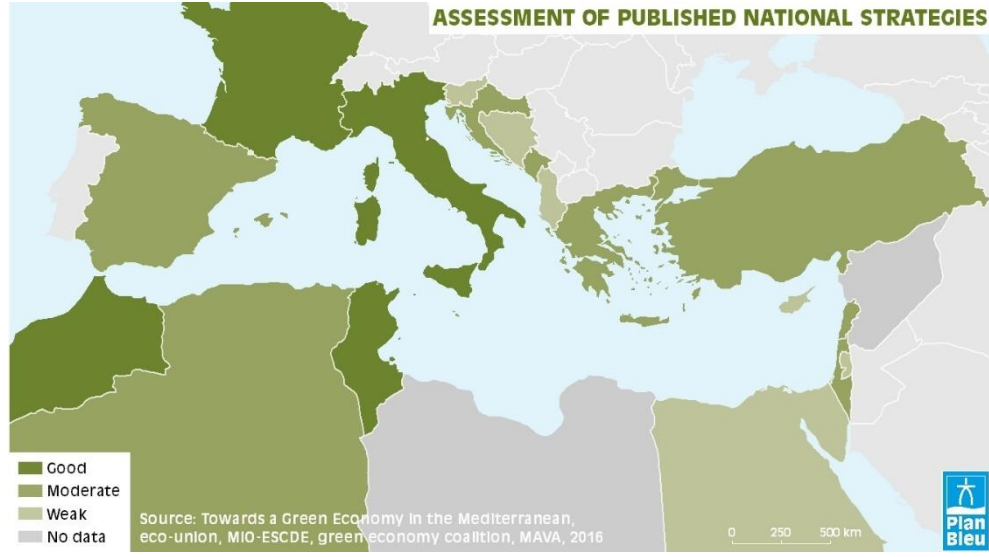 ASSESSMENT OF PUBLISHED NATIONAL STRATEGIES
Good
Moderate
Weak
No data
Source: Towards a Green Economy in the Mediterranean,
eco-union, MIO-ESCDE, green economy coalition, MAVA, 2016
0 250 500 km
Plan
Bleu